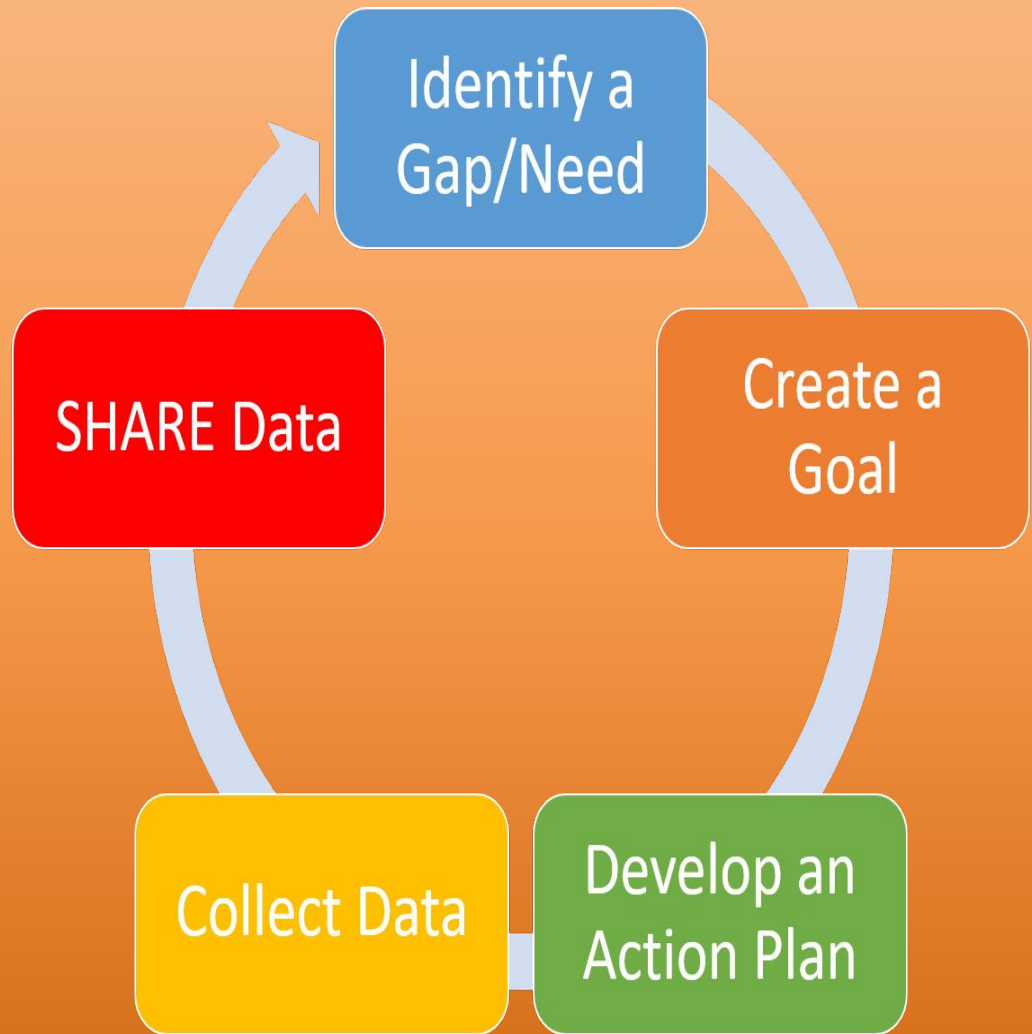 Identify a
Gap/Need
Create a
Goal
Develop an
Action Plan
Collect Data
SHARE Data